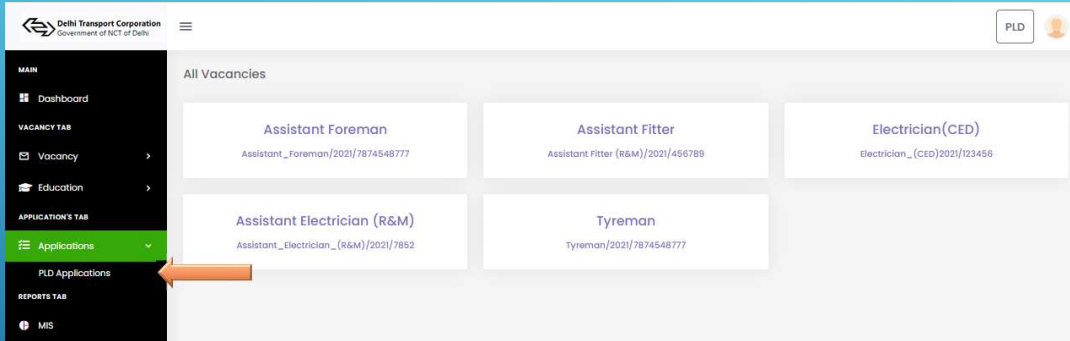 Delhi Transport Corporation
Government of NCT of Delhi
PLD
MAIN
Dashboard
VACANCY TAB
Vacancy
Education
APPLICATION'S TAB
Applications
PLD Applications
REPORTS TAB
MIS
All Vacancies
Assistant Foreman
Assistant_Foreman/2021/7874548777
Assistant Fitter
Assistant Fitter (R&M)/2021/456789
Electrician(CED)
Electrician_(CED)2021/123456
Assistant Electrician (R&M)
Assistant_Electrician_(R&M)/2021/7852
Tyreman
Tyreman/2021/7874548777